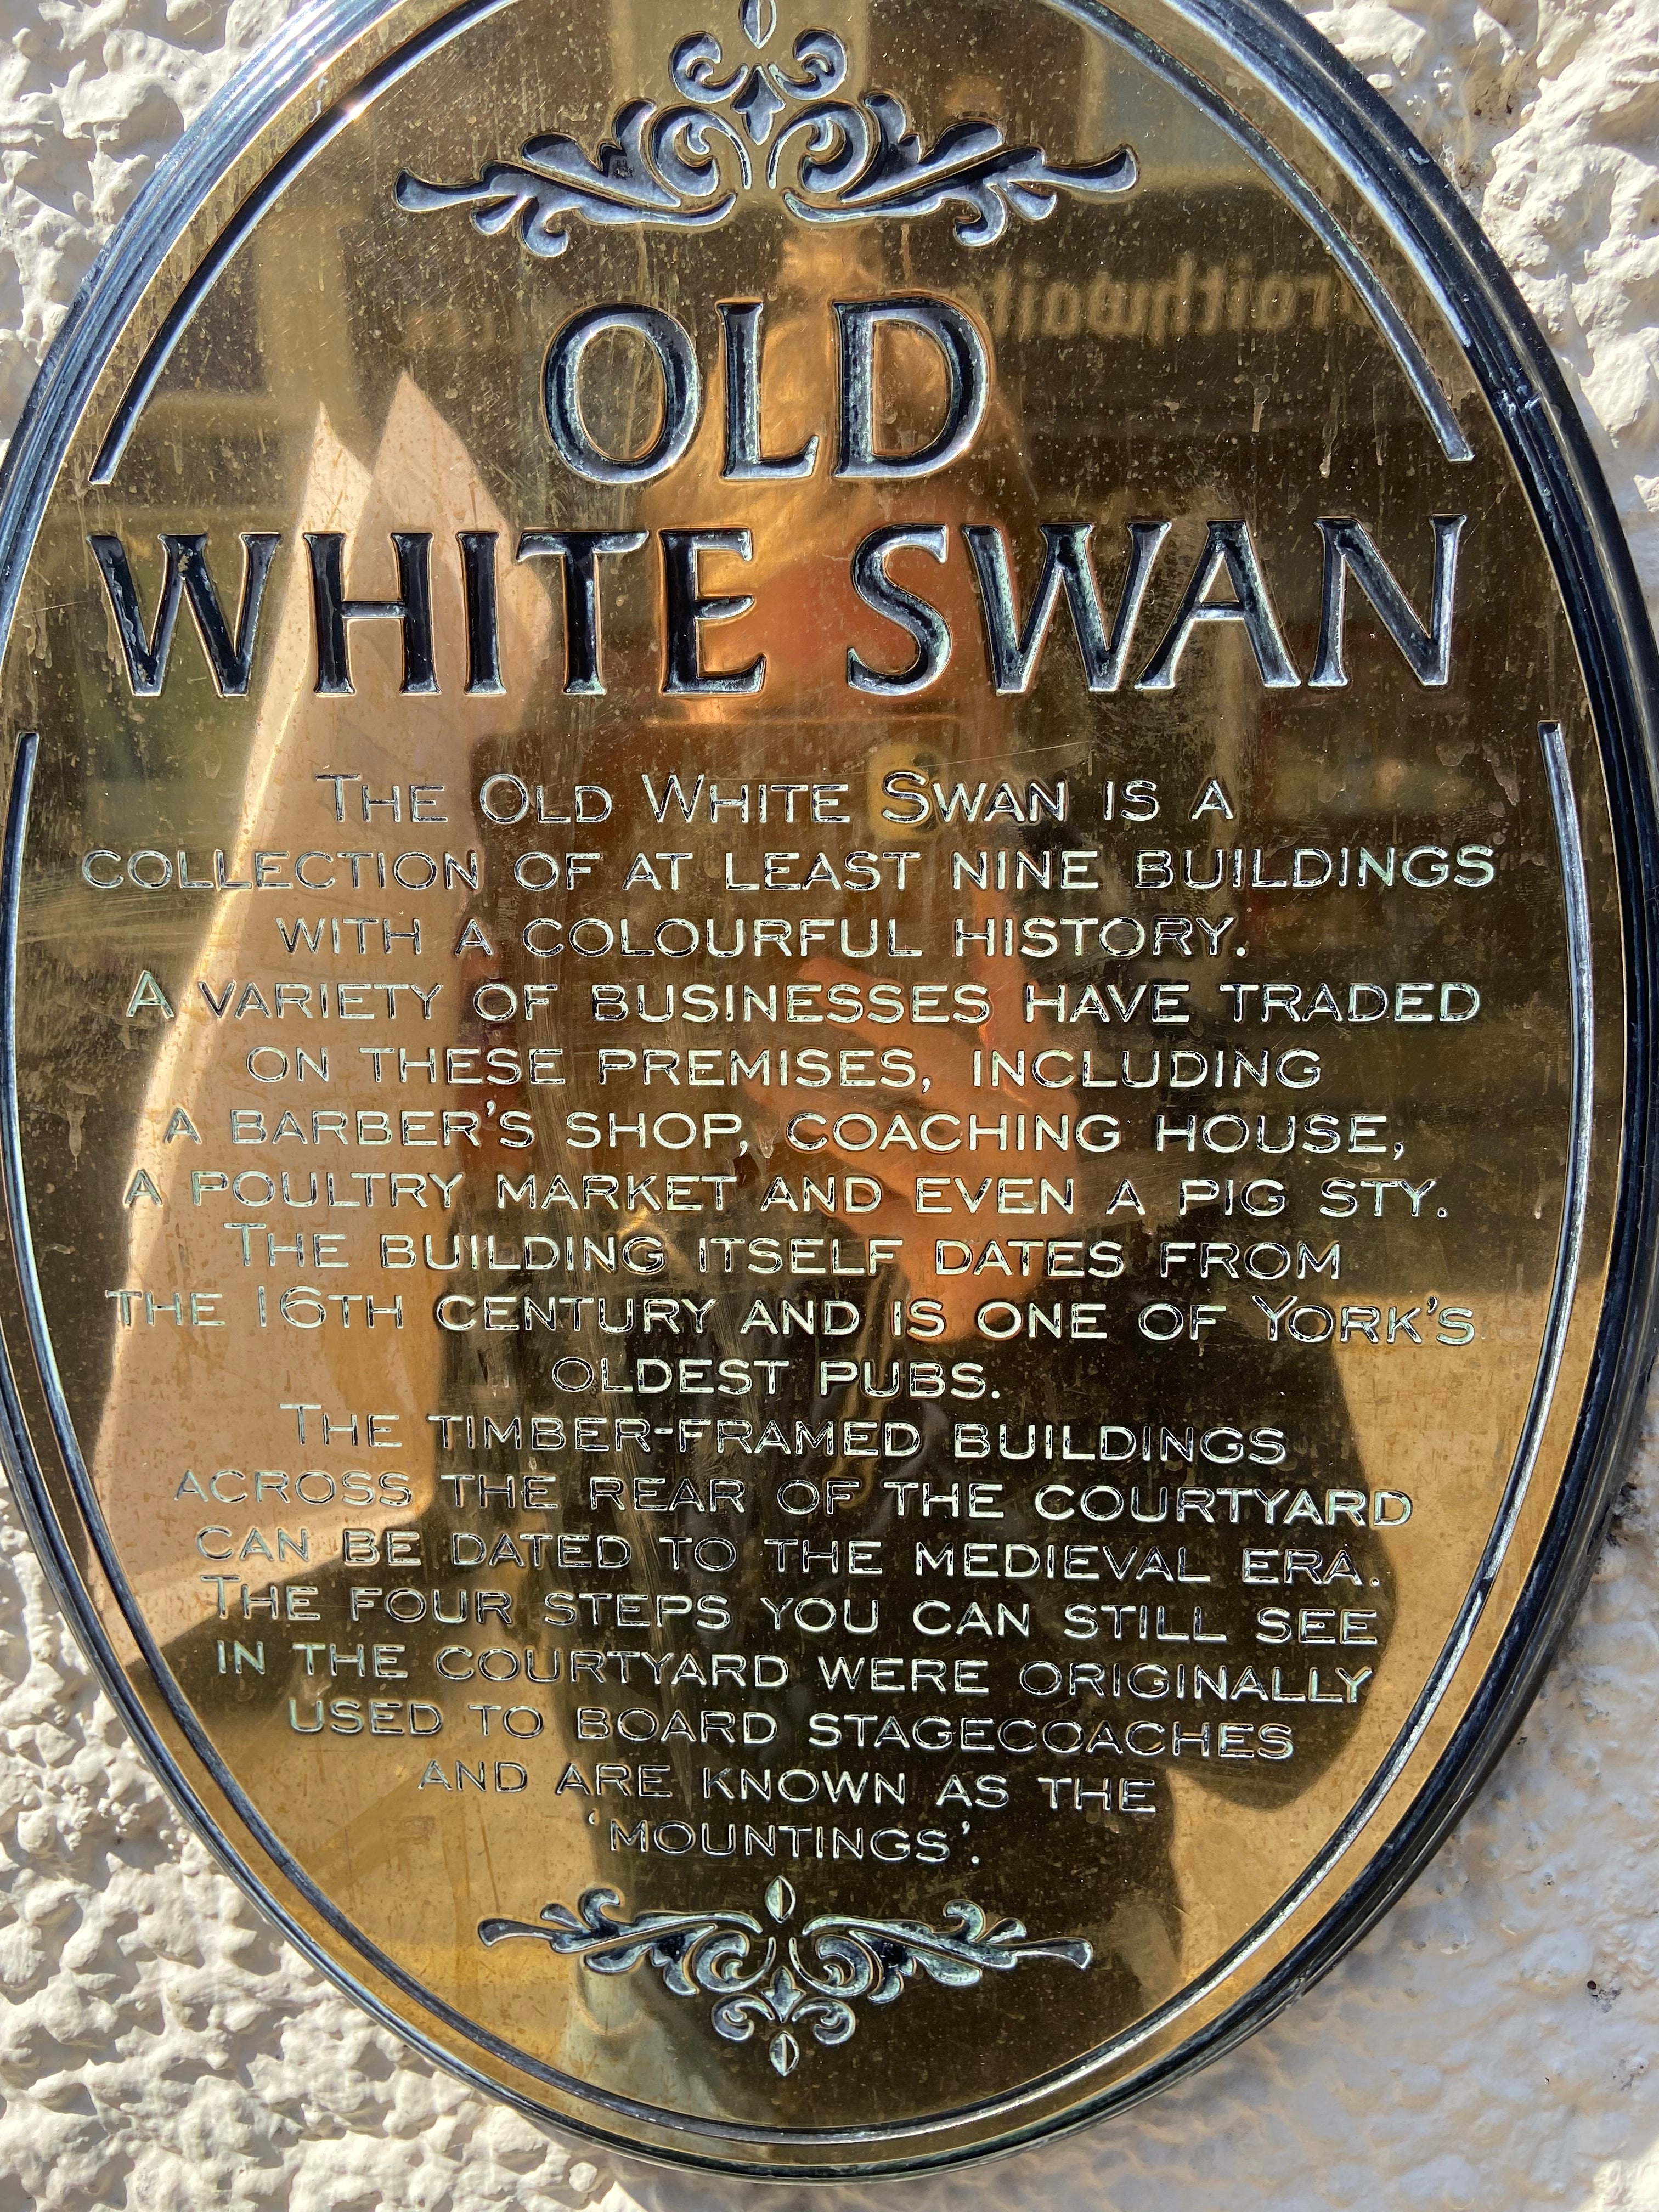 OLD
WHITE SWAN
THE OLD WHITE SWAN IS A
COLLECTION OF AT LEAST NINE BUILDINGS
WITH A COLOURFUL HISTORY.
A VARIETY OF BUSINESSES HAVE TRADED
ON THESE PREMISES, INCLUDING
A BARBER'S SHOP, COACHING HOUSE,
A POULTRY MARKET AND EVEN A PIG STY.
THE BUILDING ITSELF DATES FROM
THE 16TH CENTURY AND IS ONE OF YORK'S
OLDEST PUBS.
THE TIMBER-FRAMED BUILDINGS
ACROSS THE REAR OF THE COURTYARD
CAN BE DATED TO THE MEDIEVAL ERA.
THE FOUR STEPS YOU CAN STILL SEE
IN THE COURTYARD WERE ORIGINALLY
USED TO BOARD STAGECOACHES
AND ARE KNOWN AS THE
'MOUNTINGS'.